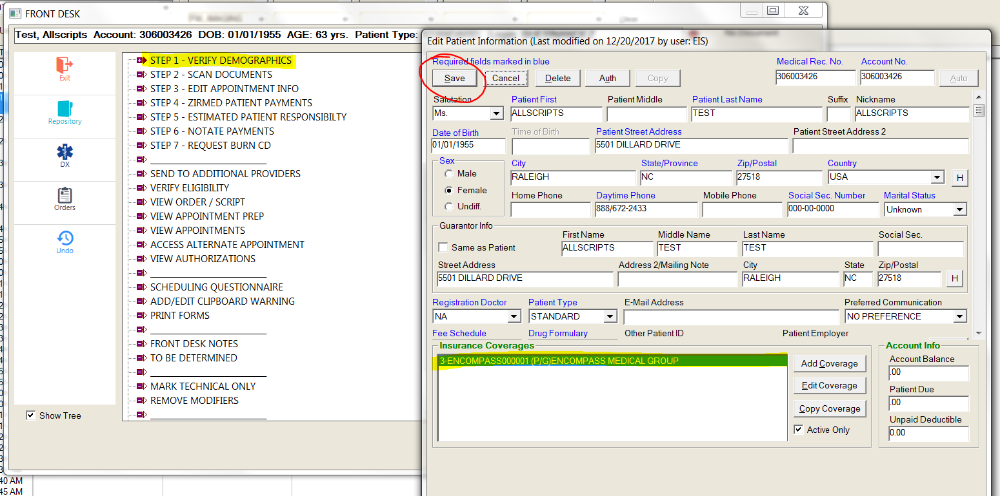 FRONT DESK
Test, Allscripts Account: 306003426 DOB: 01/01/1955 AGE: 63 yrs. Patient Type:
Exit
Repository
DX
Orders
Undo
Show Tree
STEP 1 - VERIFY DEMOGRAPHICS
STEP 2 - SCAN DOCUMENTS
STEP 3 - EDIT APPOINTMENT INFO
STEP 4 - ZIRMED PATIENT PAYMENTS
STEP 5 - ESTIMATED PATIENT RESPONSIBILTY
STEP 6 - NOTATE PAYMENTS
STEP 7 - REQUEST BURN CD
SEND TO ADDITIONAL PROVIDERS
VERIFY ELIGIBILITY
VIEW ORDER / SCRIPT
VIEW APPOINTMENT PREP
VIEW APPOINTMENTS
ACCESS ALTERNATE APPOINTMENT
VIEW AUTHORIZATIONS
SCHEDULING QUESTIONNAIRE
ADD/EDIT CLIPBOARD WARNING
PRINT FORMS
FRONT DESK NOTES
TO BE DETERMINED
MARK TECHNICAL ONLY
REMOVE MODIFIERS
40 AM
45 AM
Edit Patient Information (Last modified on 12/20/2017 by user: EIS)
Required fields marked in blue Medical Rec. No. Account No.
Save Cancel Delete Auth Copy 306003426 306003426 Auto
Salutation Patient First Patient Middle Patient Last Name Suffix Nickname
Ms. ALLSCRIPTS TEST ALLSCRIPTS
Date of Birth Time of Birth Patient Street Address Patient Street Address 2
01/01/1955 5501 DILLARD DRIVE
Sex City State/Province Zip/Postal Country
Male RALEIGH NC 27518 USA H
Female Home Phone Daytime Phone Mobile Phone Social Sec. Number Marital Status
Undiff. 888/672-2433 000-00-0000 Unknown
Guarantor Info
First Name Middle Name Last Name Social Sec.
Same as Patient ALLSCRIPTS TEST TEST
Street Address Address 2/Mailing Note City State Zip/Postal
5501 DILLARD DRIVE RALEIGH NC 27518 H
Registration Doctor Patient Type E-Mail Address Preferred Communication
NA STANDARD NO PREFERENCE
Fee Schedule Drug Formulary Other Patient ID Patient Employer
Insurance Coverages
3-ENCOMPASS000001 (P/G)ENCOMPASS MEDICAL GROUP
Add Coverage
Edit Coverage
Copy Coverage
Active Only
Account Info
Account Balance
.00
Patient Due
.00
Unpaid Deductible
0.00